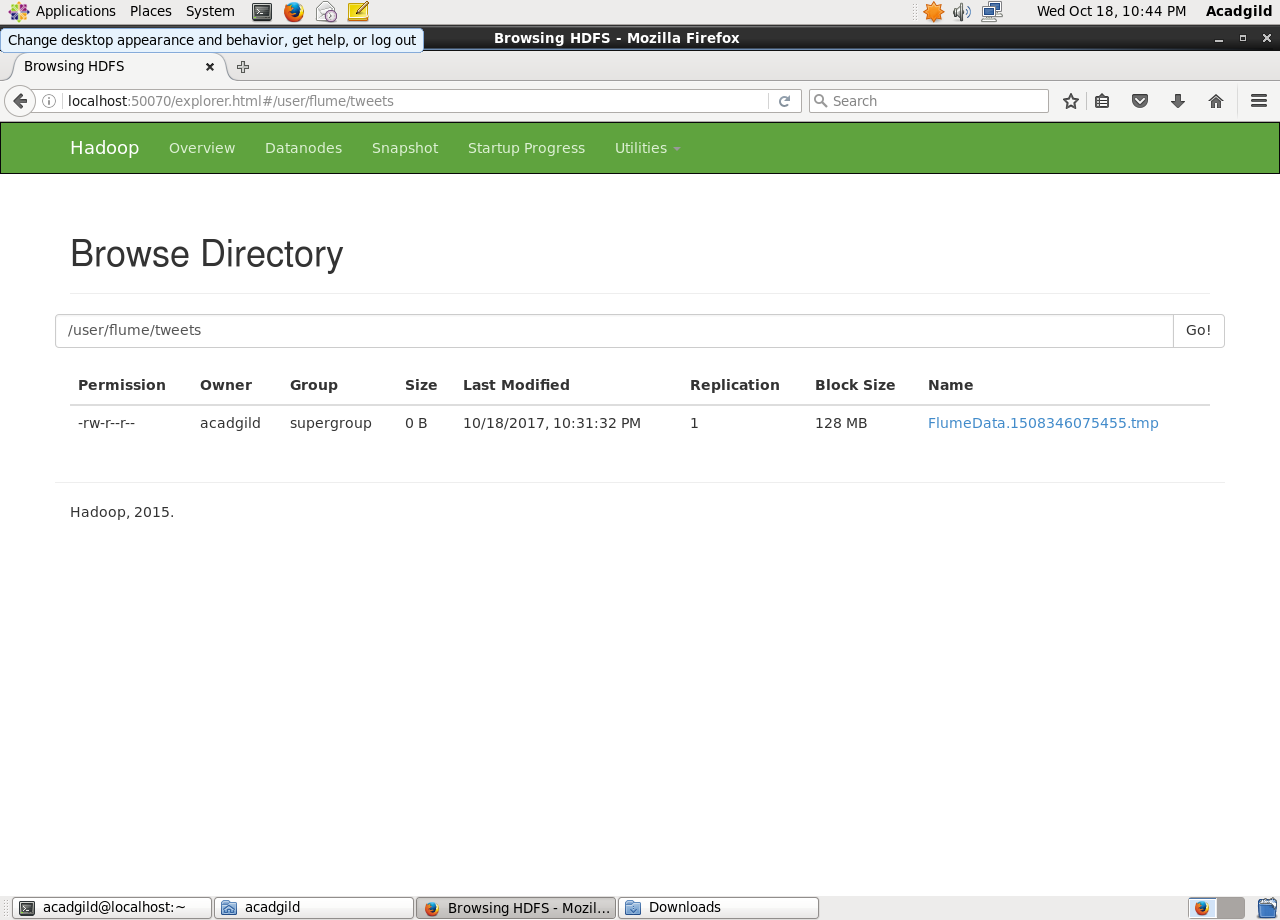 Applications Places System Wed Oct 18, 10:44 PM Acadgild
Change desktop appearance and behavior, get help, or log out
Browsing HDFS - Mozilla Firefox
Browsing HDFS
localhost:50070/explorer.html#/user/flume/tweets Search
Hadoop Overview Datanodes Snapshot Startup Progress Utilities
Browse Directory
/user/flume/tweets Go!
Permission Owner Group Size Last Modified Replication Block Size Name
-rw-r--r-- acadgild supergroup 0 B 10/18/2017, 10:31:32 PM 1 128 MB FlumeData.1508346075455.tmp
Hadoop, 2015.
acadgild@localhost:~ acadgild Browsing HDFS - Mozil... Downloads